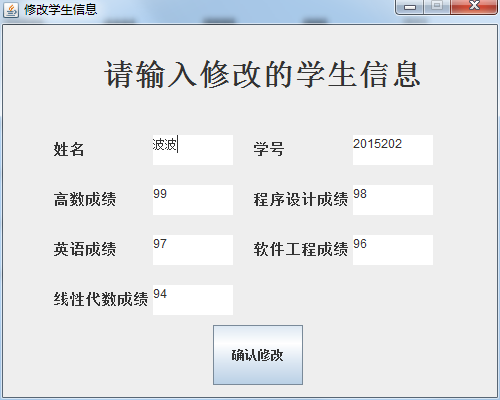 修改学生信息
请输入修改的学生信息
姓名 波波 学号 2015202
高数成绩 99 程序设计成绩 98
英语成绩 97 软件工程成绩 96
线性代数成绩 94
确认修改